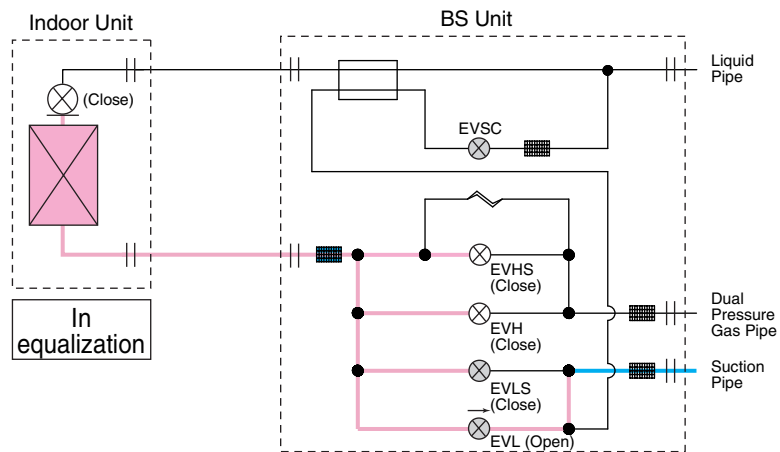 Indoor Unit
BS Unit
(Close)
Liquid
Pipe
EVSC
EVHS
(Close)
EVH
(Close)
Dual
Pressure
Gas Pipe
In
equalization
EVLS
(Close)
Suction
Pipe
EVL (Open)